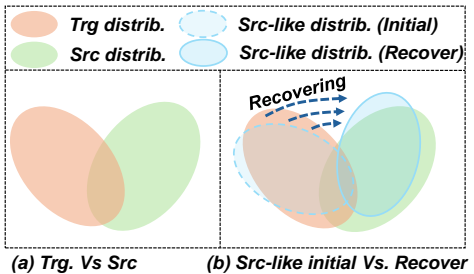 Trg distrib.
Src-like distrib. (Initial)
Src distrib.
Src-like distrib. (Recover)
Recovering
(a) Trg. Vs Src
(b) Src-like initial Vs. Recover